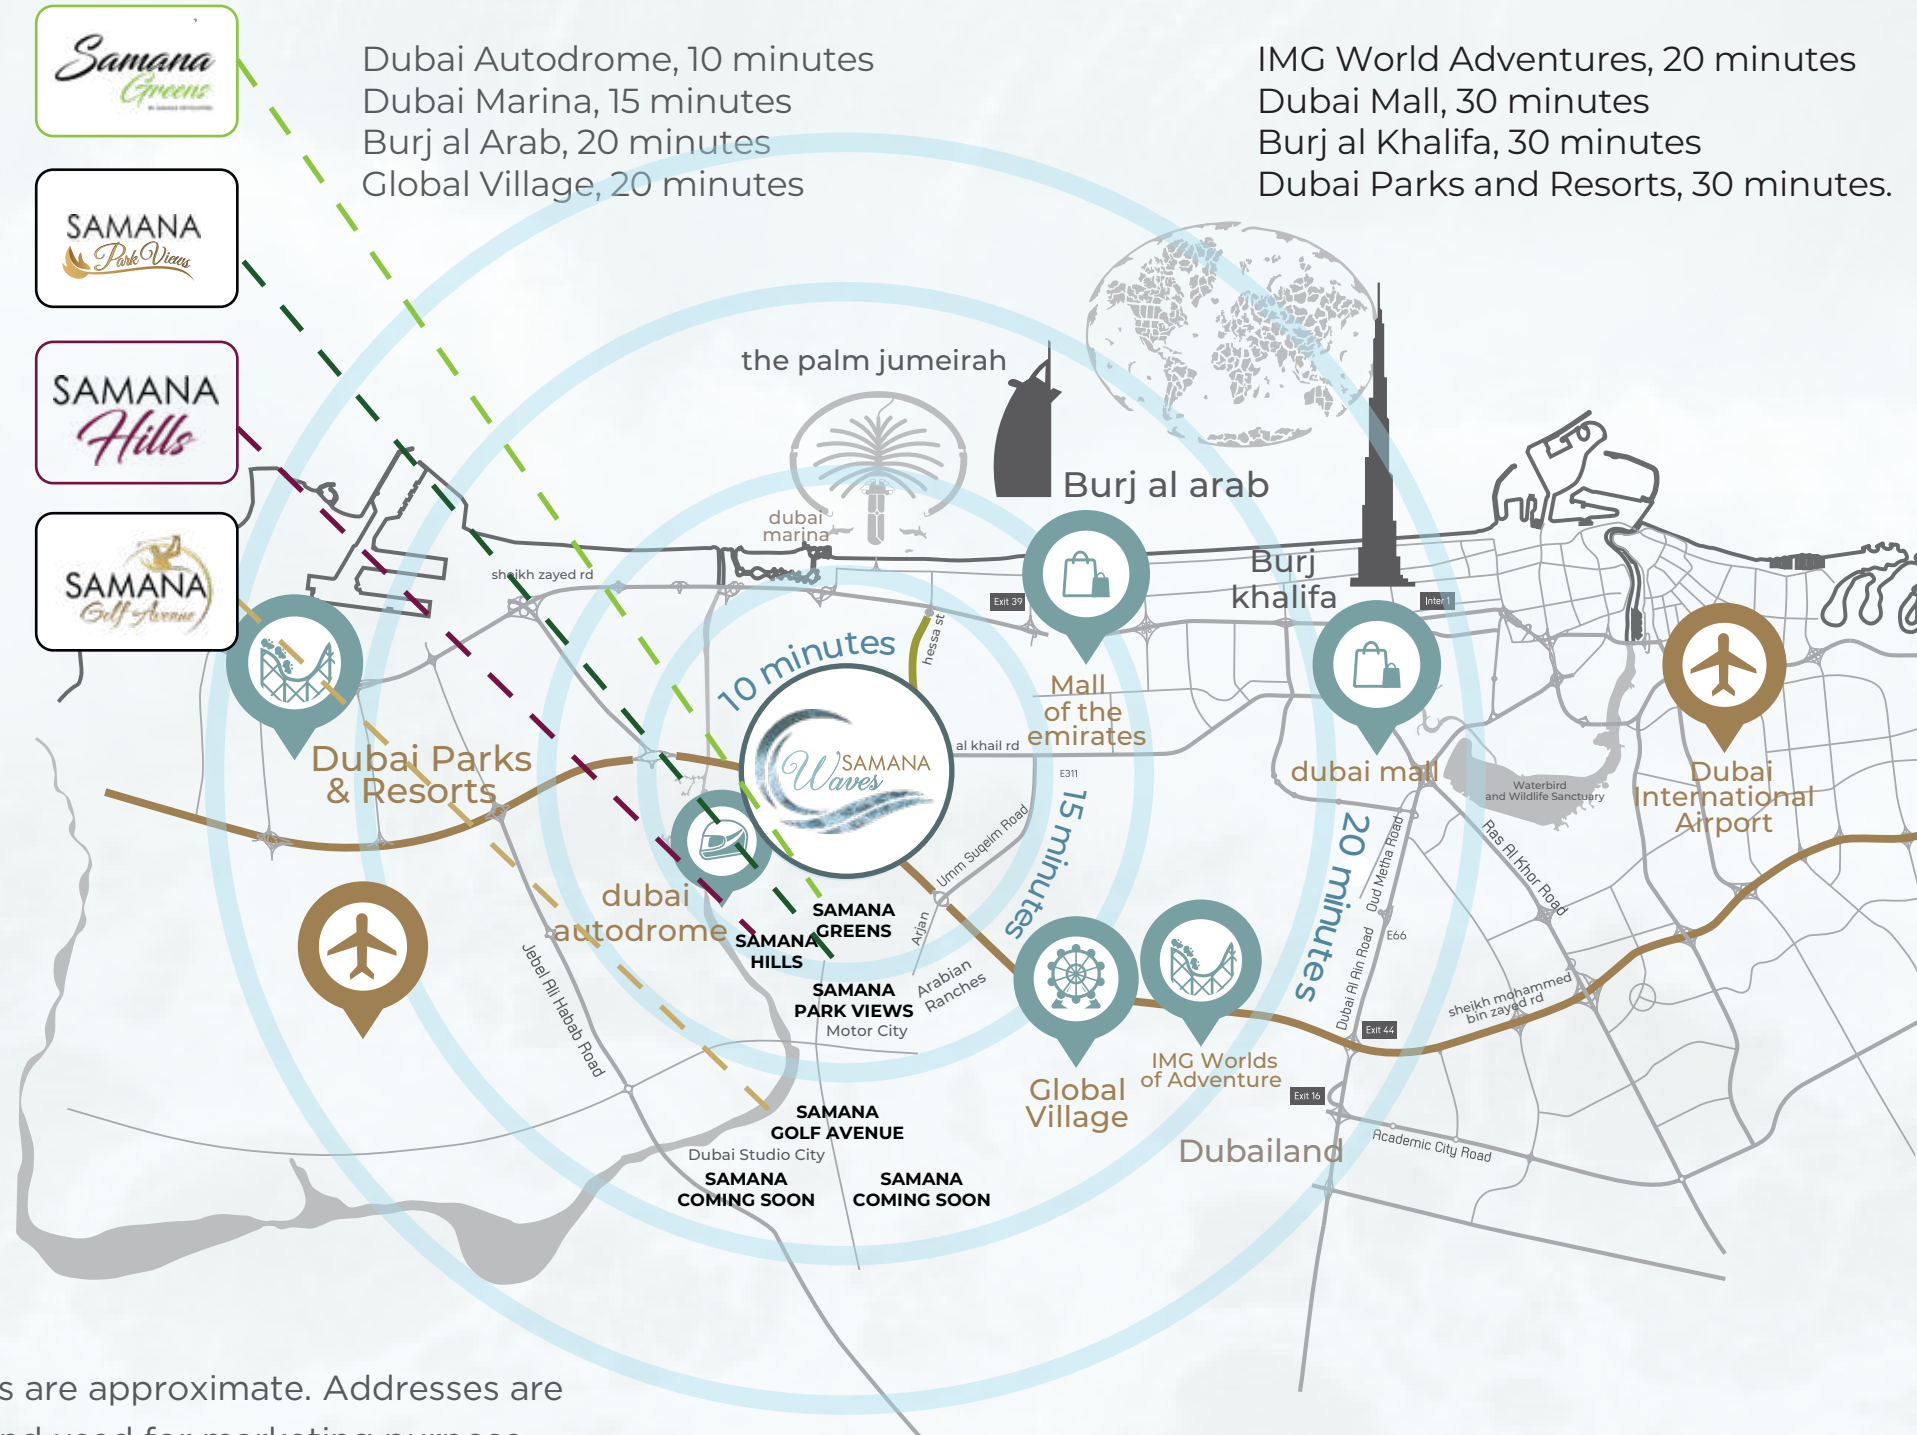 Samana
Greens
Dubai Autodrome, 10 minutes
Dubai Marina, 15 minutes
Burj al Arab, 20 minutes
Global Village, 20 minutes
IMG World Adventures, 20 minutes
Dubai Mall, 30 minutes
Burj al Khalifa, 30 minutes
Dubai Parks and Resorts, 30 minutes.
SAMANA
Park Views
SAMANA
Hills
SAMANA
Golf Avenue
the palm jumeirah
Burj al arab
dubai
marina
sheikh zayed rd
Burj
khalifa
Exit 39
Inter 1
hessa st
10 minutes
Mall
of the
emirates
al khail rd
SAMANA
Waves
Dubai Parks
& Resorts
E311
dubai mall
Waterbird
and Wildlife Sanctuary
Dubai
International
Airport
15 minutes
20 minutes
Umm Suqeim Road
Oud Metha Road
Ras Al Khor Road
dubai
autodrome
SAMANA
GREENS
SAMANA
HILLS
Arjan
E66
Dubai Al Ain Road
Jebel Ali Habab Road
Arabian
Ranches
SAMANA
PARK VIEWS
Motor City
sheikh mohammed
bin zayed rd
Exit 44
IMG Worlds
of Adventure
Global
Village
Exit 16
SAMANA
GOLF AVENUE
Dubailand
Academic City Road
Dubai Studio City
SAMANA
COMING SOON
SAMANA
COMING SOON
s are approximate. Addresses are
nd used for marketing purpose